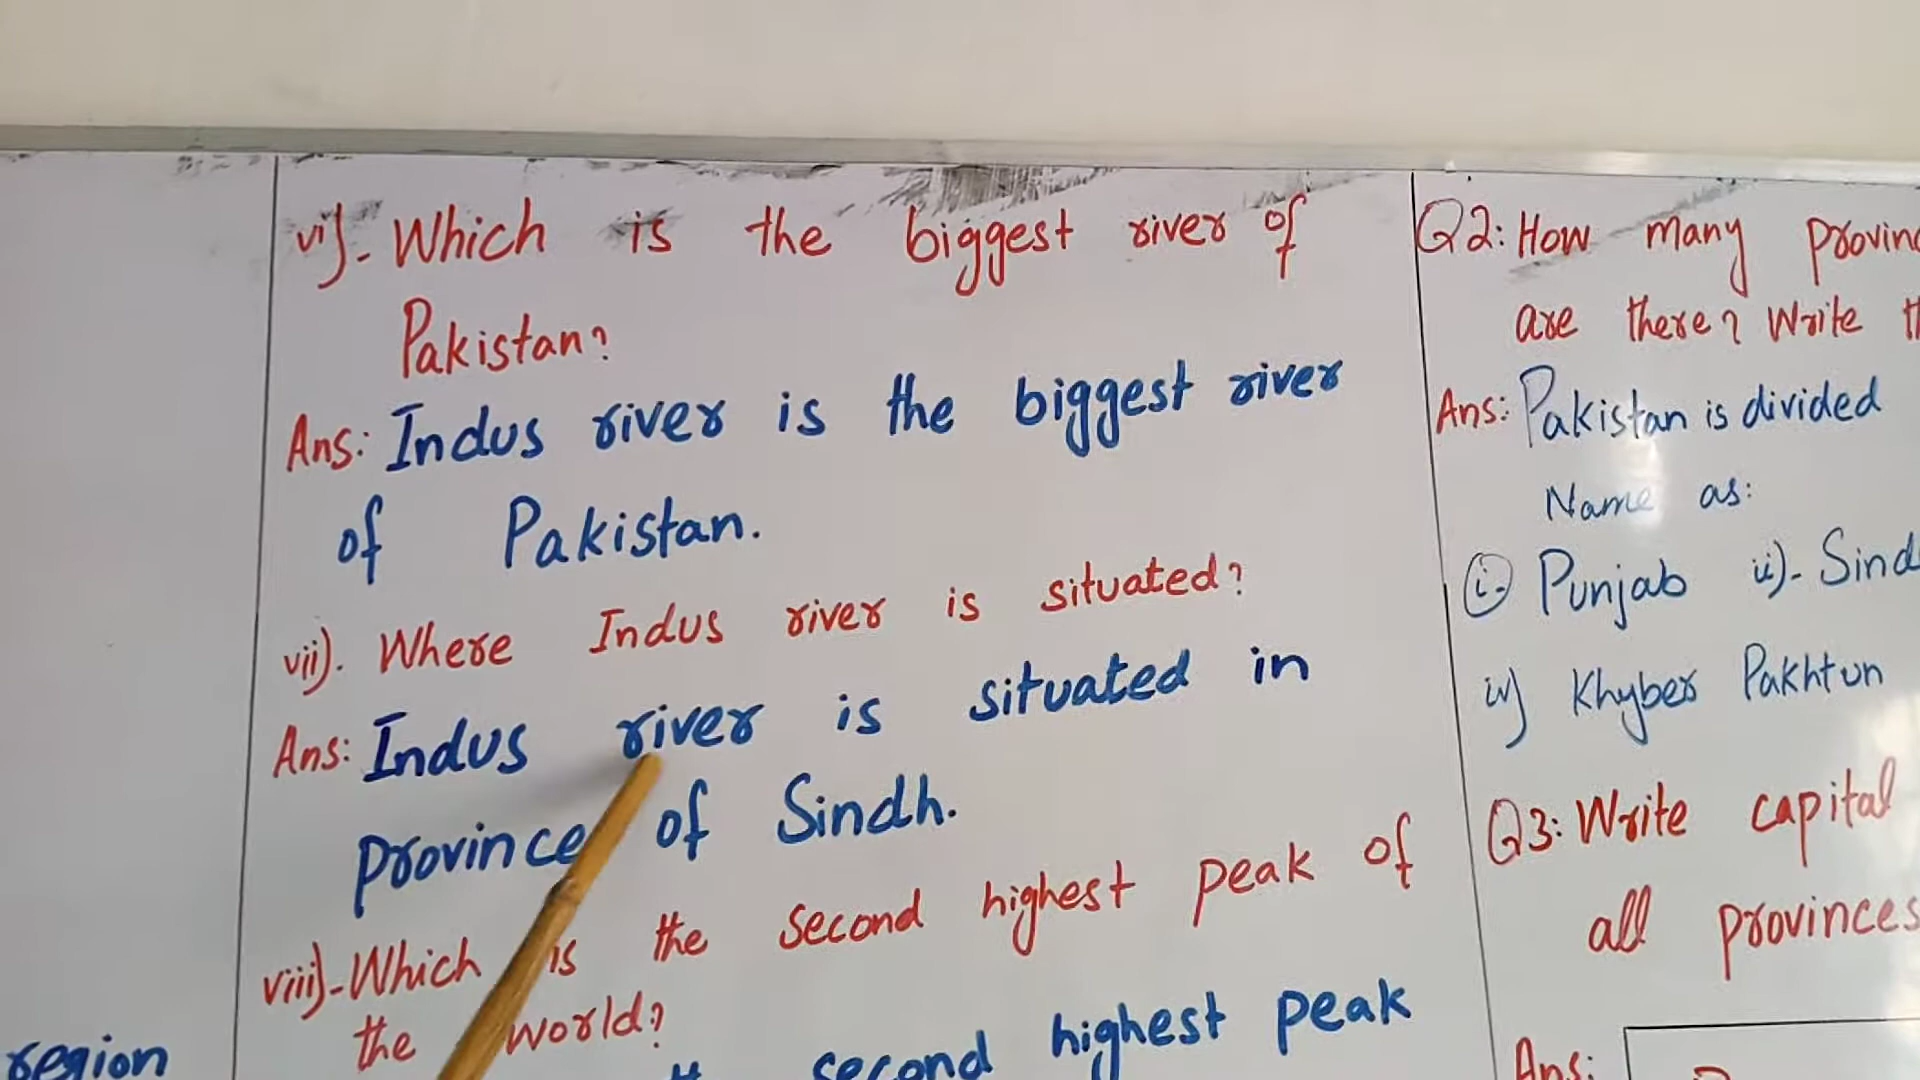 region
vi)- Which is the biggest river of
Pakistan?
Ans: Indus river is the biggest river
of Pakistan.
vii). Where Indus river is situated?
Ans: Indus river is situated in
province of Sindh.
viii)- Which is the second highest peak of
the world?
second highest peak
Q2: How many provinc
are there? Write th
Ans: Pakistan is divided
Name as:
i. Punjab ii)- Sind
iv) Khyber Pakhtun
Q3: Write capital
all provinces
Ans: